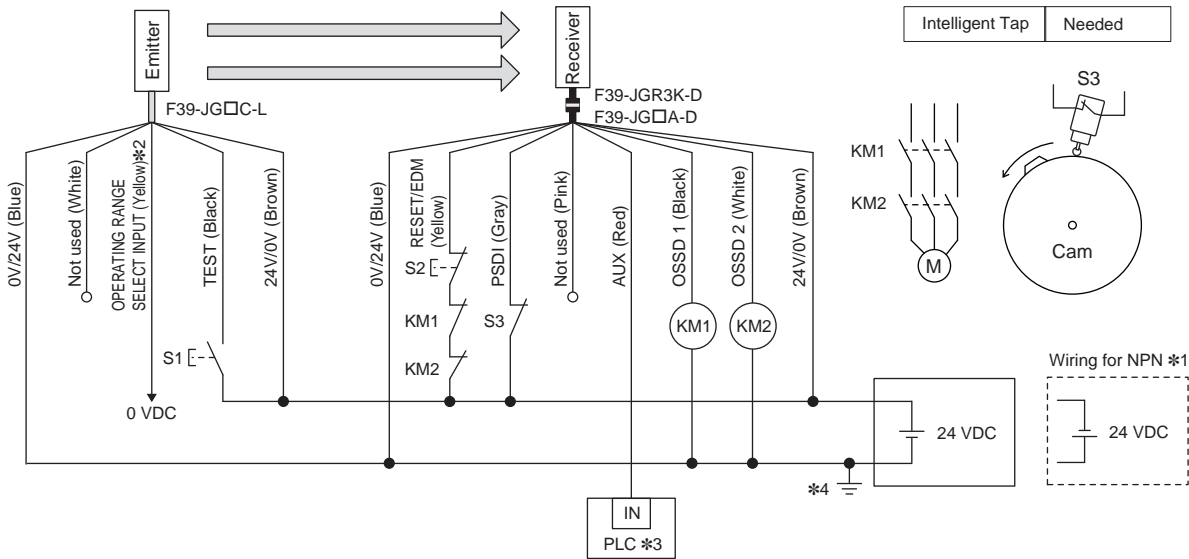 Emitter
Receiver
Intelligent Tap Needed
S3
F39-JG□C-L
F39-JGR3K-D
F39-JG□A-D
KM1
KM2
M
Cam
0V/24V (Blue)
Not used (White)
OPERATING RANGE
SELECT INPUT (Yellow)✻2
TEST (Black)
24V/0V (Brown)
0V/24V (Blue)
RESET/EDM
(Yellow)
PSDI (Gray)
Not used (Pink)
AUX (Red)
OSSD 1 (Black)
OSSD 2 (White)
24V/0V (Brown)
S2
KM1
S3
KM1
KM2
S1
KM2
0 VDC
Wiring for NPN ✻1
24 VDC
24 VDC
✻4
IN
PLC ✻3